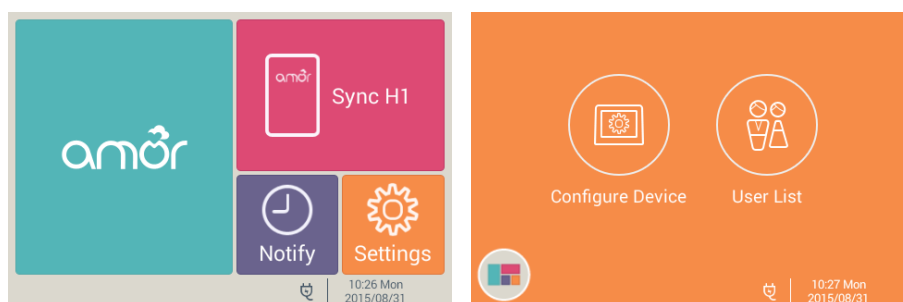 amor
amor
Sync H1
Notify
Settings
10:26 Mon
2015/08/31
Configure Device
User List
10:27 Mon
2015/08/31